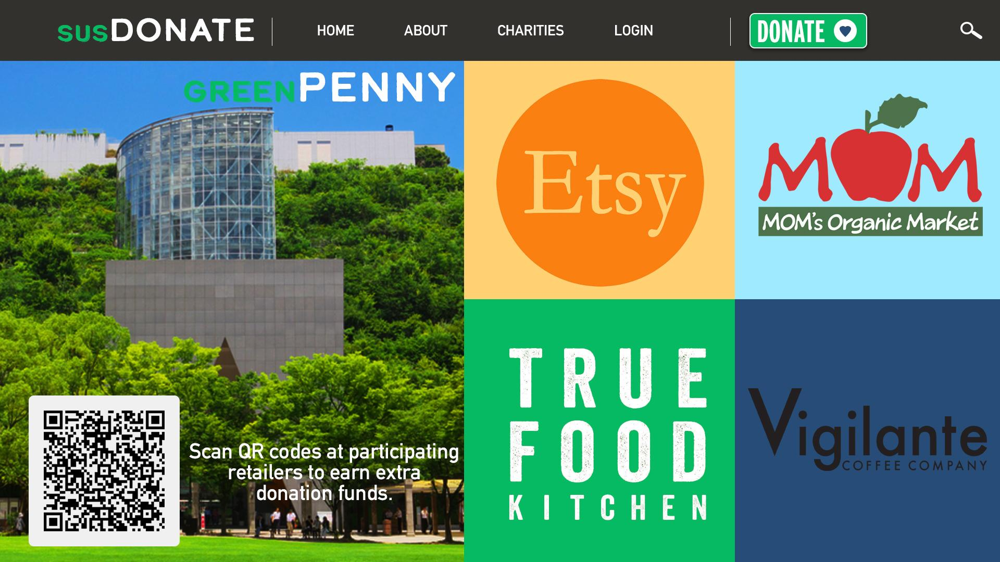 susDONATE
HOME
ABOUT
CHARITIES
LOGIN
DONATE
GREENPENNY
Scan QR codes at participating
retailers to earn extra
donation funds.
Etsy
MOM
MOM's Organic Market
TRUE
FOOD
KITCHEN
Vigilante
COFFEE COMPANY